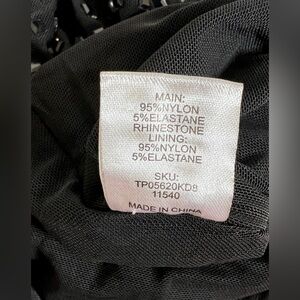 MAIN:
95%NYLON
5%ELASTANE
RHINESTONE
LINING:
95%NYLON
5%ELASTANE
SKU:
TP05620KD8
11540
MADE IN CHINA